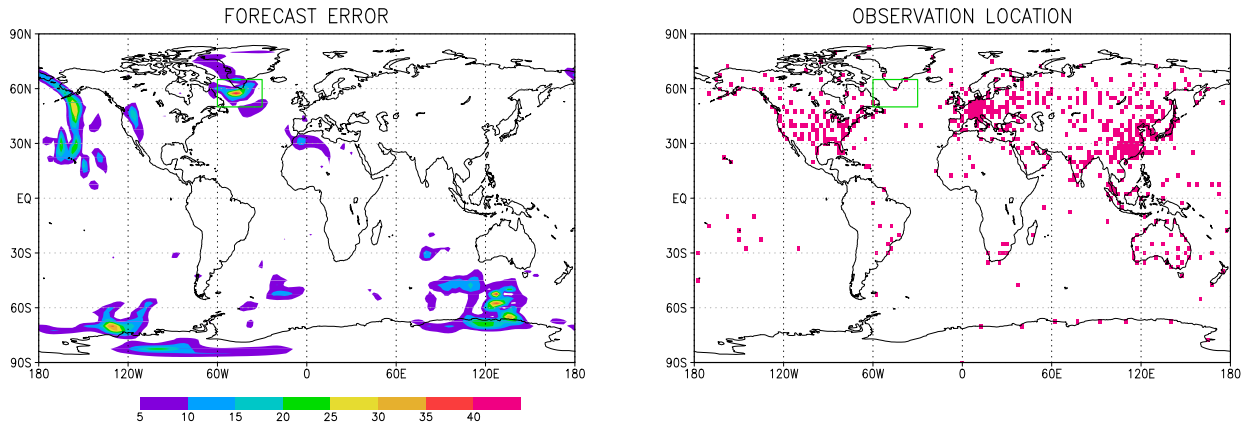 FORECAST ERROR
90N
60N
30N
EQ
30S
60S
90S
180 120W 60W 0 60E 120E 180
5 10 15 20 25 30 35 40
OBSERVATION LOCATION
90N
60N
30N
EQ
30S
60S
90S
180 120W 60W 0 60E 120E 180